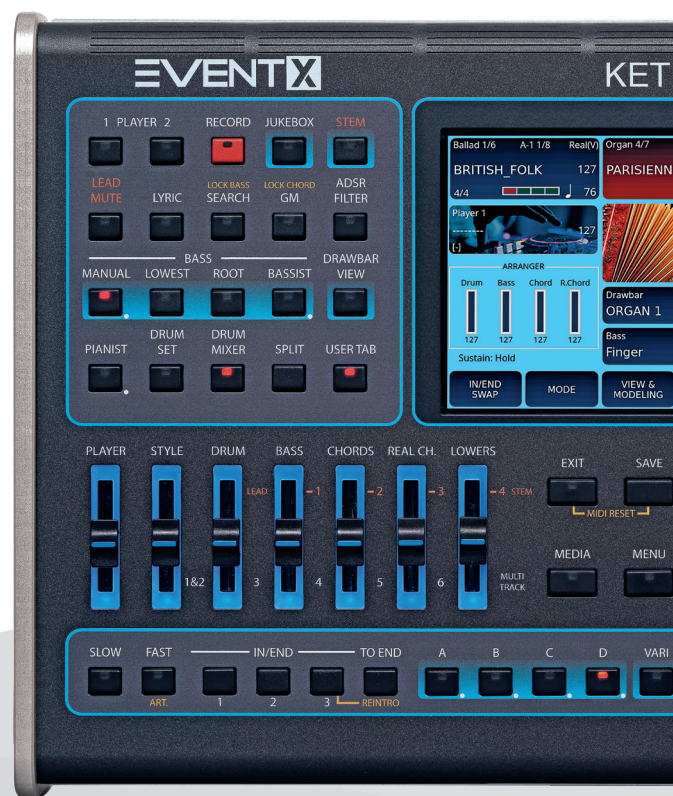 EVENTX
KET
1 PLAYER 2 RECORD JUKEBOX STEM
LEAD MUTE LYRIC LOCK BASS SEARCH LOCK CHORD GM ADSR FILTER
BASS
MANUAL LOWEST ROOT BASSIST DRAWBAR VIEW
PIANIST DRUM SET DRUM MIXER SPLIT USER TAB
Ballad 1/6 A-1 1/8 Real(V)
BRITISH_FOLK 127
4/4 76
Organ 4/7
PARISIENN
Player 1
-------- 127
[-]
ARRANGER
Drum Bass Chord R.Chord
127 127 127 127
Sustain: Hold
Drawbar
ORGAN 1
Bass
Finger
IN/END SWAP MODE VIEW & MODELING
PLAYER STYLE DRUM BASS CHORDS REAL CH. LOWERS
LEAD 1 2 3 4 STEM
1&2 3 4 5 6 MULTI TRACK
EXIT SAVE
MIDI RESET
MEDIA MENU
SLOW FAST IN/END TO END A B C D VARI
ART. 1 2 3 REINTRO